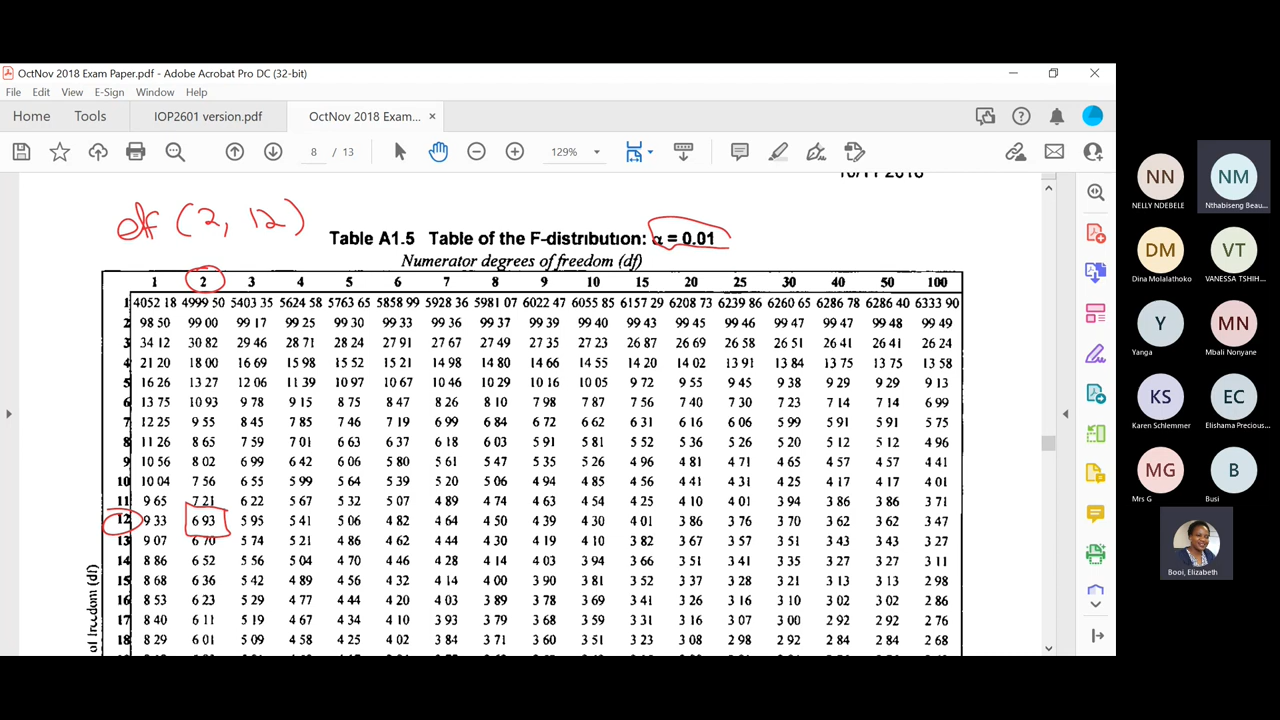 OctNov 2018 Exam Paper.pdf - Adobe Acrobat Pro DC (32-bit)
File Edit View E-Sign Window Help
Home Tools IOP2601 version.pdf OctNov 2018 Exam... ×
8 / 13 129%
df (2, 12)
Table A1.5 Table of the F-distribution: α = 0.01
Numerator degrees of freedom (df)
1 2 3 4 5 6 7 8 9 10 15 20 25 30 40 50 100
1 4052 18 4999 50 5403 35 5624 58 5763 65 5858 99 5928 36 5981 07 6022 47 6055 85 6157 29 6208 73 6239 86 6260 65 6286 78 6286 40 6333 90
2 98 50 99 00 99 17 99 25 99 30 99 33 99 36 99 37 99 39 99 40 99 43 99 45 99 46 99 47 99 47 99 48 99 49
3 34 12 30 82 29 46 28 71 28 24 27 91 27 67 27 49 27 35 27 23 26 87 26 69 26 58 26 51 26 41 26 41 26 24
4 21 20 18 00 16 69 15 98 15 52 15 21 14 98 14 80 14 66 14 55 14 20 14 02 13 91 13 84 13 75 13 75 13 58
5 16 26 13 27 12 06 11 39 10 97 10 67 10 46 10 29 10 16 10 05 9 72 9 55 9 45 9 38 9 29 9 29 9 13
6 13 75 10 93 9 78 9 15 8 75 8 47 8 26 8 10 7 98 7 87 7 56 7 40 7 30 7 23 7 14 7 14 6 99
7 12 25 9 55 8 45 7 85 7 46 7 19 6 99 6 84 6 72 6 62 6 31 6 16 6 06 5 99 5 91 5 91 5 75
8 11 26 8 65 7 59 7 01 6 63 6 37 6 18 6 03 5 91 5 81 5 52 5 36 5 26 5 20 5 12 5 12 4 96
9 10 56 8 02 6 99 6 42 6 06 5 80 5 61 5 47 5 35 5 26 4 96 4 81 4 71 4 65 4 57 4 57 4 41
10 10 04 7 56 6 55 5 99 5 64 5 39 5 20 5 06 4 94 4 85 4 56 4 41 4 31 4 25 4 17 4 17 4 01
11 9 65 7 21 6 22 5 67 5 32 5 07 4 89 4 74 4 63 4 54 4 25 4 10 4 01 3 94 3 86 3 86 3 71
12 9 33 6 93 5 95 5 41 5 06 4 82 4 64 4 50 4 39 4 30 4 01 3 86 3 76 3 70 3 62 3 62 3 47
13 9 07 6 70 5 74 5 21 4 86 4 62 4 44 4 30 4 19 4 10 3 82 3 67 3 57 3 51 3 43 3 43 3 27
14 8 86 6 52 5 56 5 04 4 70 4 46 4 28 4 14 4 03 3 94 3 66 3 51 3 41 3 35 3 27 3 27 3 11
15 8 68 6 36 5 42 4 89 4 56 4 32 4 14 4 00 3 90 3 81 3 52 3 37 3 28 3 21 3 13 3 13 2 98
16 8 53 6 23 5 29 4 77 4 44 4 20 4 03 3 89 3 78 3 69 3 41 3 26 3 16 3 10 3 02 3 02 2 86
17 8 40 6 11 5 19 4 67 4 34 4 10 3 93 3 79 3 68 3 59 3 31 3 16 3 07 3 00 2 92 2 92 2 76
18 8 29 6 01 5 09 4 58 4 25 4 02 3 84 3 71 3 60 3 51 3 23 3 08 2 98 2 92 2 84 2 84 2 68
of freedom (df)
NN NM
NELLY NDEBELE Nthabiseng Beau...
DM VT
Dina Molalathoko VANESSA TSHIH...
Y MN
Yanga Mbali Nonyane
KS EC
Karen Schlemmer Elishama Precious...
MG B
Mrs G Busi
Booi, Elizabeth